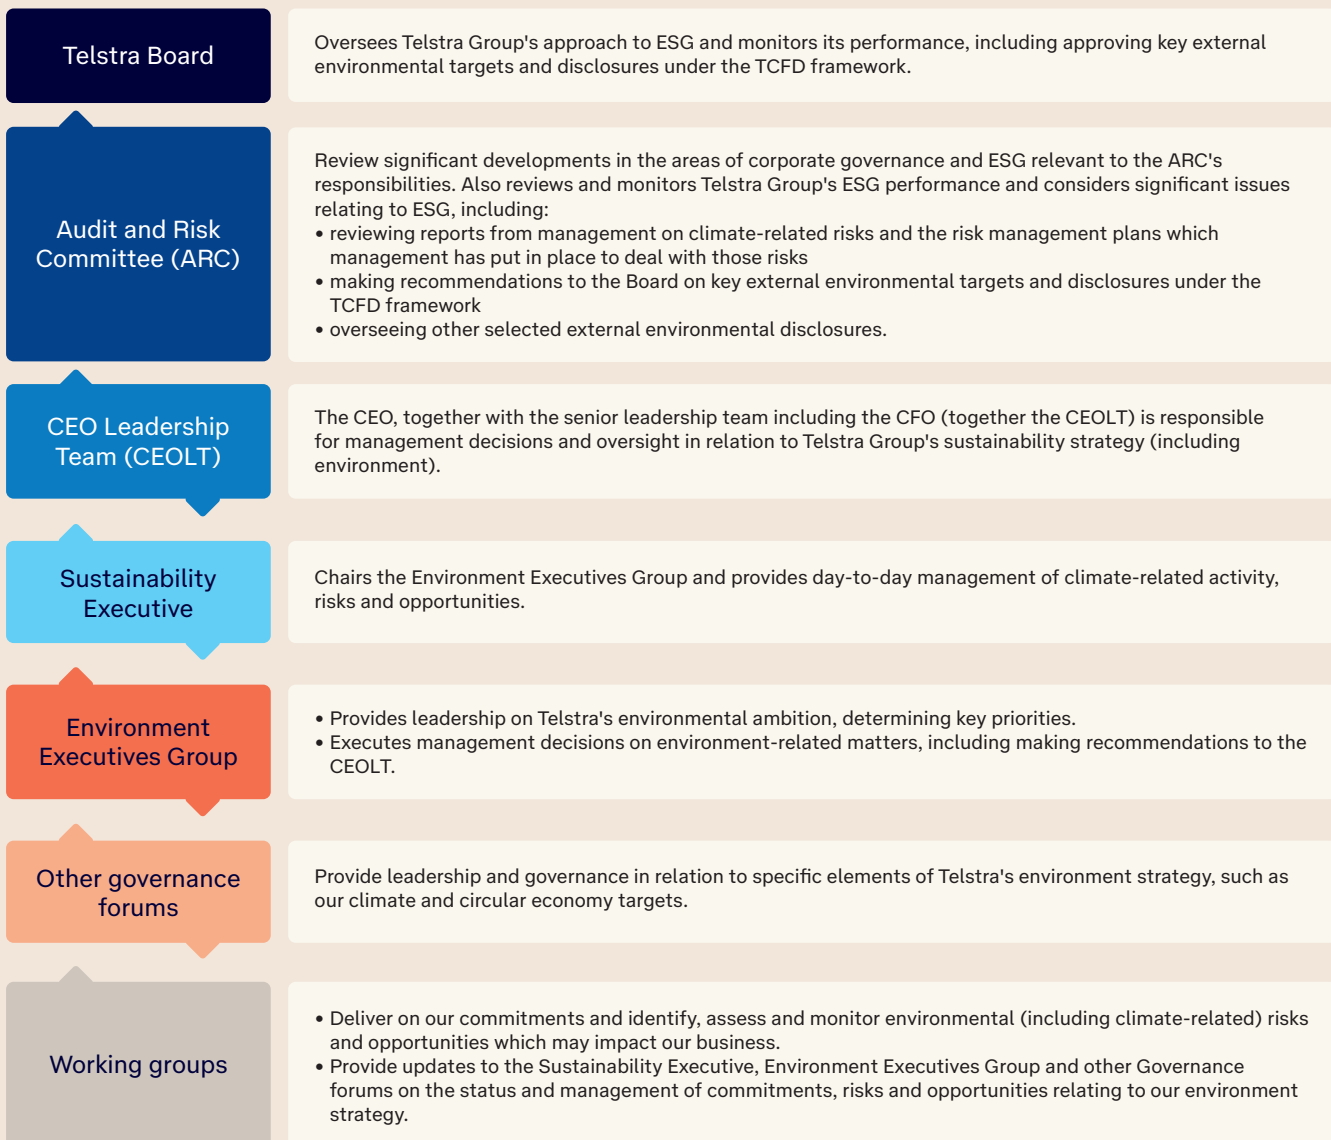 Telstra Board
Oversees Telstra Group's approach to ESG and monitors its performance, including approving key external
environmental targets and disclosures under the TCFD framework.
Audit and Risk
Committee (ARC)
Review significant developments in the areas of corporate governance and ESG relevant to the ARC's
responsibilities. Also reviews and monitors Telstra Group's ESG performance and considers significant issues
relating to ESG, including:
• reviewing reports from management on climate-related risks and the risk management plans which
management has put in place to deal with those risks
• making recommendations to the Board on key external environmental targets and disclosures under the
TCFD framework
• overseeing other selected external environmental disclosures.
CEO Leadership
Team (CEOLT)
The CEO, together with the senior leadership team including the CFO (together the CEOLT) is responsible
for management decisions and oversight in relation to Telstra Group's sustainability strategy (including
environment).
Sustainability
Executive
Chairs the Environment Executives Group and provides day-to-day management of climate-related activity,
risks and opportunities.
Environment
Executives Group
• Provides leadership on Telstra's environmental ambition, determining key priorities.
• Executes management decisions on environment-related matters, including making recommendations to the
CEOLT.
Other governance
forums
Provide leadership and governance in relation to specific elements of Telstra's environment strategy, such as
our climate and circular economy targets.
Working groups
• Deliver on our commitments and identify, assess and monitor environmental (including climate-related) risks
and opportunities which may impact our business.
• Provide updates to the Sustainability Executive, Environment Executives Group and other Governance
forums on the status and management of commitments, risks and opportunities relating to our environment
strategy.